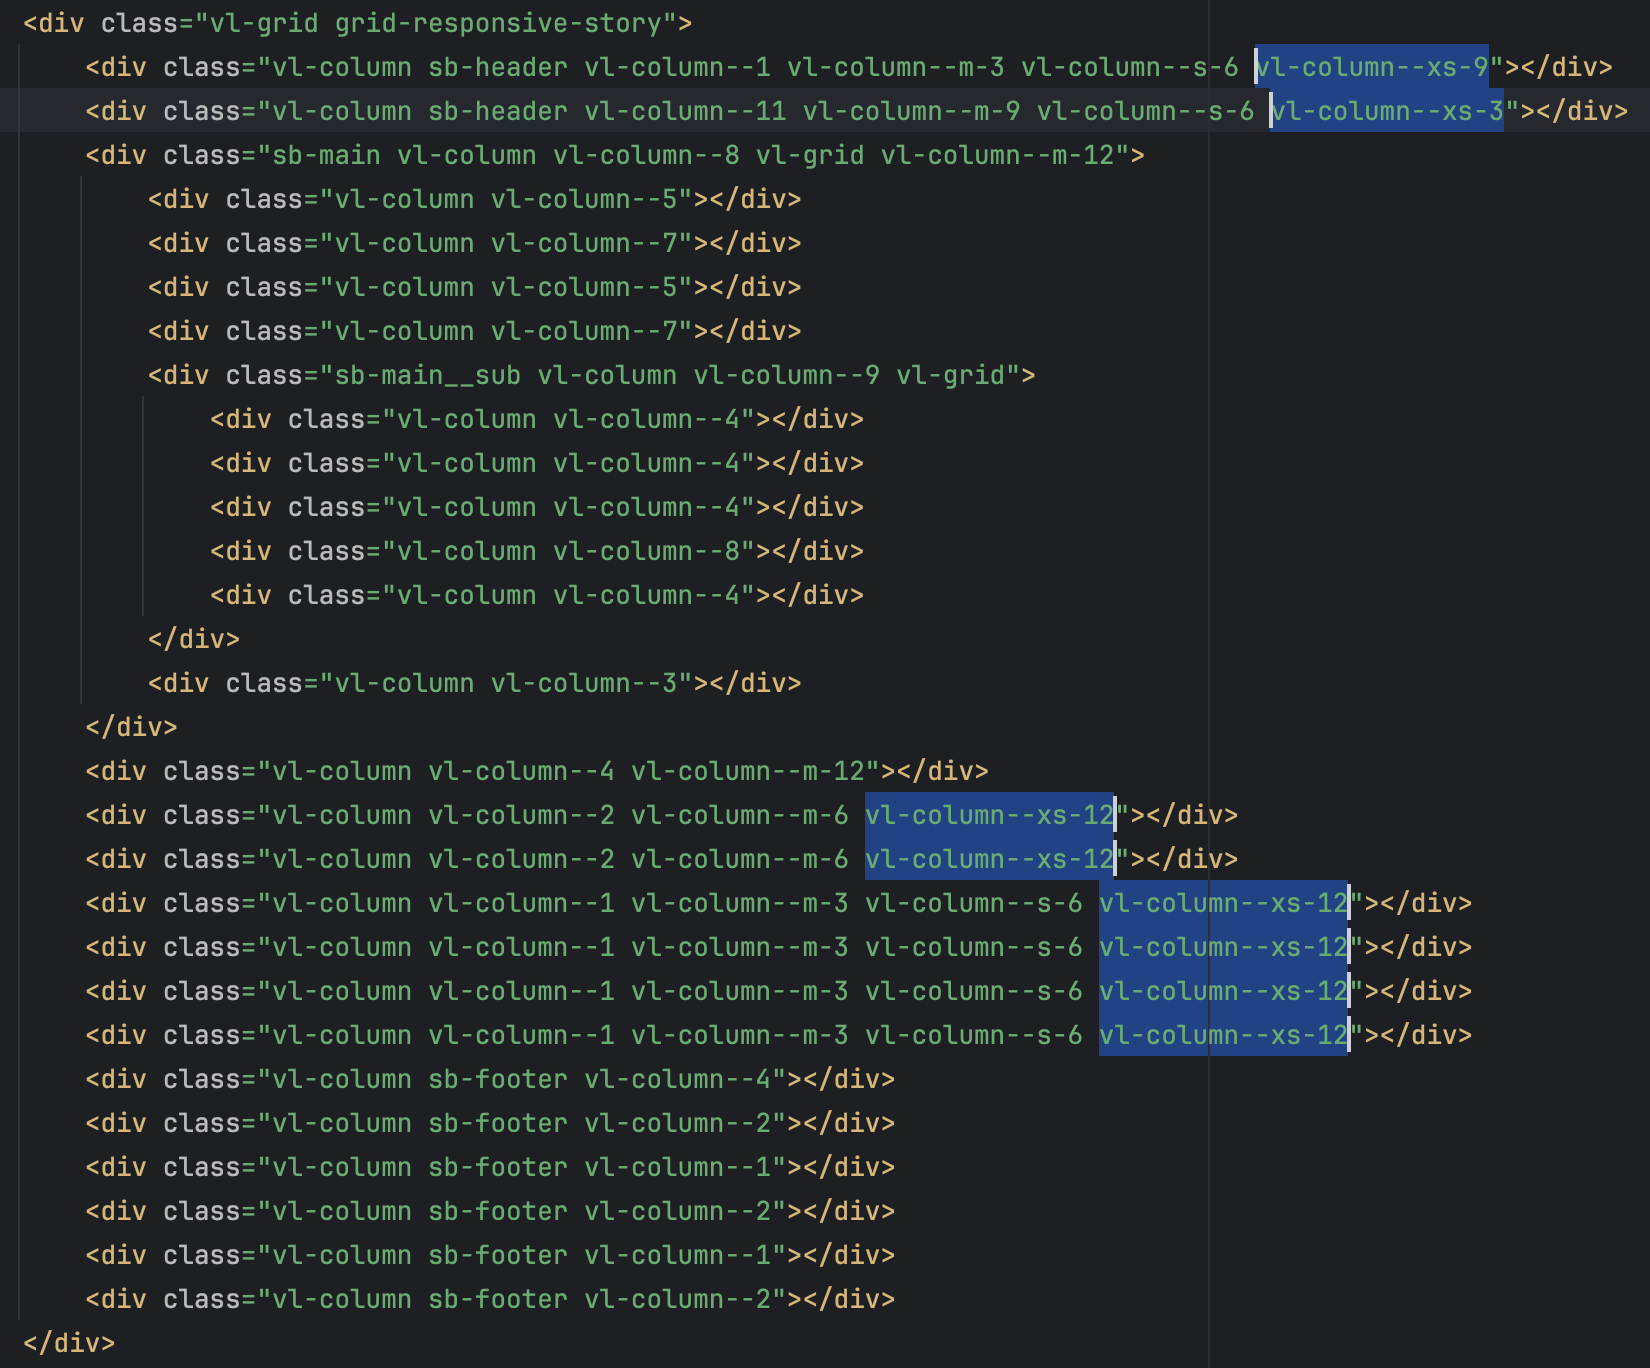 <div class="vl-grid grid-responsive-story">
    <div class="vl-column sb-header vl-column--1 vl-column--m-3 vl-column--s-6 vl-column--xs-9"></div>
    <div class="vl-column sb-header vl-column--11 vl-column--m-9 vl-column--s-6 vl-column--xs-3"></div>
    <div class="sb-main vl-column vl-column--8 vl-grid vl-column--m-12">
        <div class="vl-column vl-column--5"></div>
        <div class="vl-column vl-column--7"></div>
        <div class="vl-column vl-column--5"></div>
        <div class="vl-column vl-column--7"></div>
        <div class="sb-main__sub vl-column vl-column--9 vl-grid">
            <div class="vl-column vl-column--4"></div>
            <div class="vl-column vl-column--4"></div>
            <div class="vl-column vl-column--4"></div>
            <div class="vl-column vl-column--8"></div>
            <div class="vl-column vl-column--4"></div>
        </div>
        <div class="vl-column vl-column--3"></div>
    </div>
    <div class="vl-column vl-column--4 vl-column--m-12"></div>
    <div class="vl-column vl-column--2 vl-column--m-6 vl-column--xs-12"></div>
    <div class="vl-column vl-column--2 vl-column--m-6 vl-column--xs-12"></div>
    <div class="vl-column vl-column--1 vl-column--m-3 vl-column--s-6 vl-column--xs-12"></div>
    <div class="vl-column vl-column--1 vl-column--m-3 vl-column--s-6 vl-column--xs-12"></div>
    <div class="vl-column vl-column--1 vl-column--m-3 vl-column--s-6 vl-column--xs-12"></div>
    <div class="vl-column vl-column--1 vl-column--m-3 vl-column--s-6 vl-column--xs-12"></div>
    <div class="vl-column sb-footer vl-column--4"></div>
    <div class="vl-column sb-footer vl-column--2"></div>
    <div class="vl-column sb-footer vl-column--1"></div>
    <div class="vl-column sb-footer vl-column--2"></div>
    <div class="vl-column sb-footer vl-column--1"></div>
    <div class="vl-column sb-footer vl-column--2"></div>
</div>